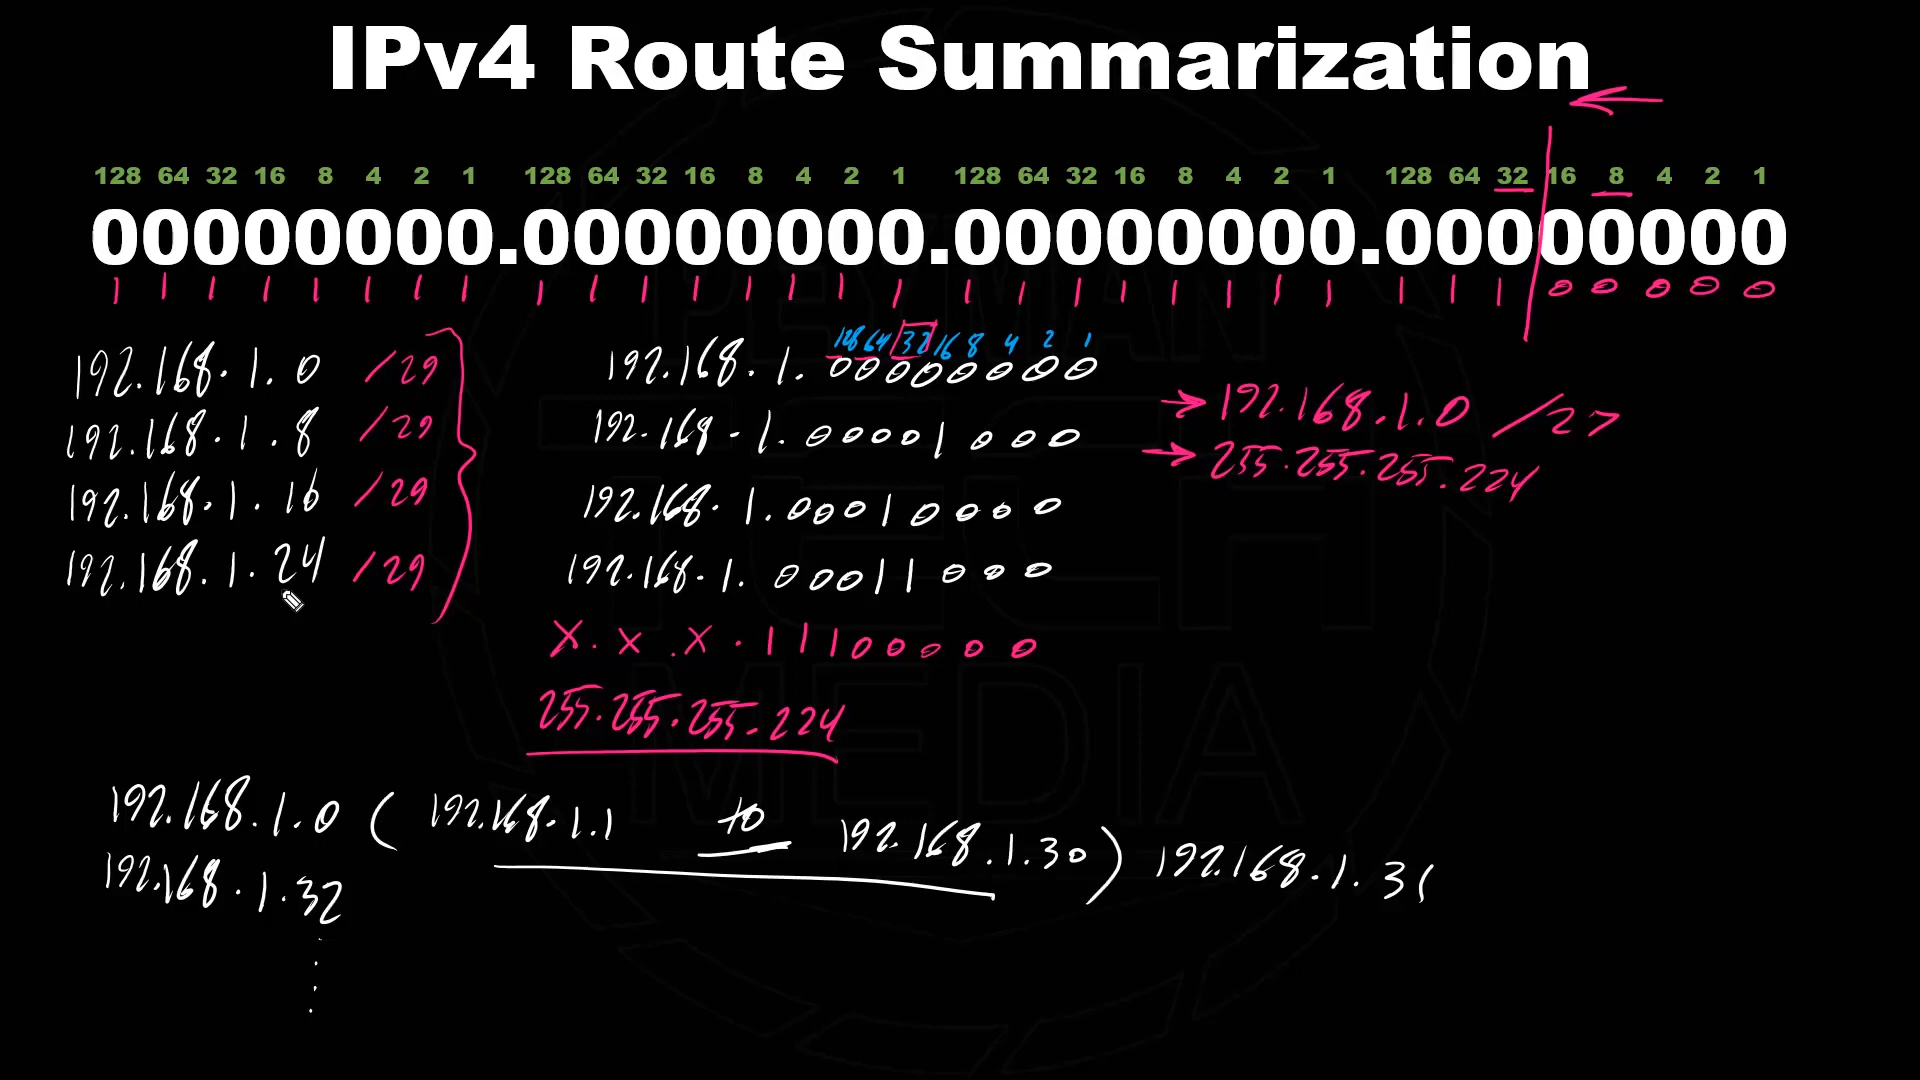 IPv4 Route Summarization
128 64 32 16 8 4 2 1 128 64 32 16 8 4 2 1 128 64 32 16 8 4 2 1 128 64 32 16 8 4 2 1
00000000.00000000.00000000.00000000
1 1 1 1 1 1 1 1 1 1 1 1 1 1 1 1 1 1 1 1 1 1 1 1 1 1 1 0 0 0 0 0
192.168.1.0 /29
192.168.1.8 /29
192.168.1.16 /29
192.168.1.24 /29
128 64 32 16 8 4 2 1
192.168.1.00000000
192.168.1.00001000
192.168.1.00010000
192.168.1.00011000
X.X.X.11100000
255.255.255.224
→ 192.168.1.0 /27
→ 255.255.255.224
192.168.1.0 (192.168.1.1 to 192.168.1.30) 192.168.1.31
192.168.1.32
PEYMAN
TECH
MEDIA